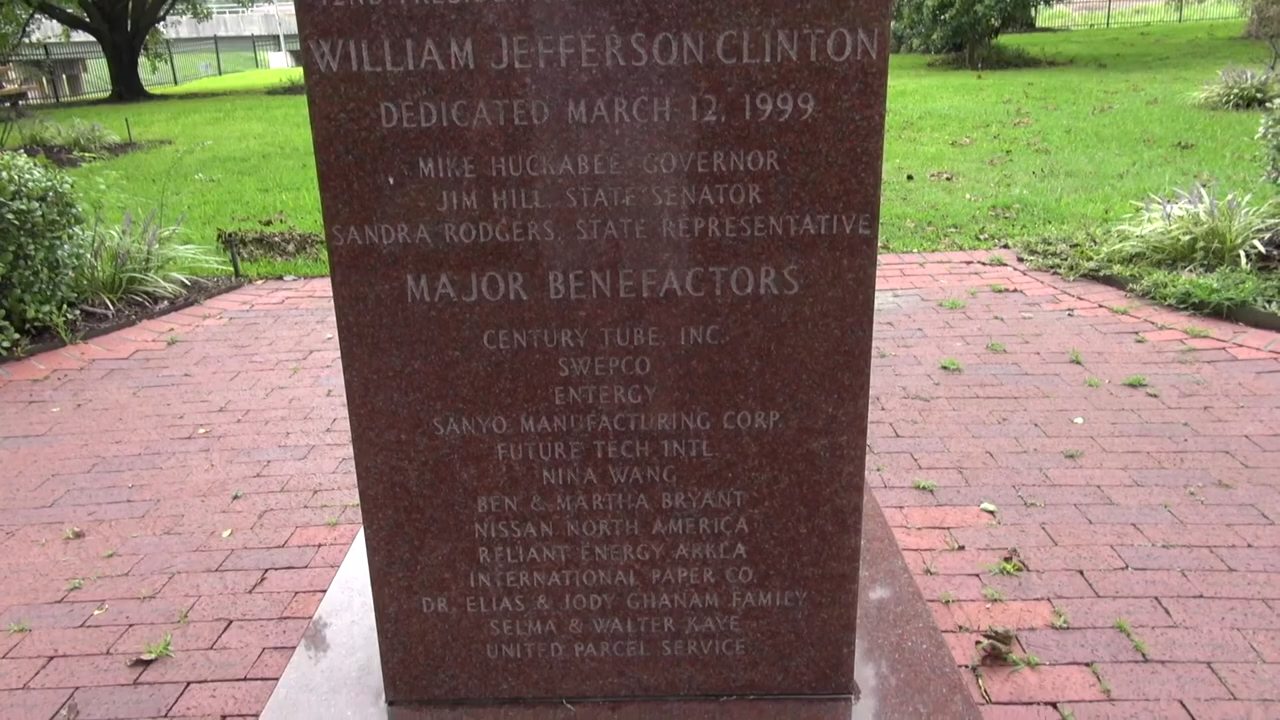 42ND PRESIDENT
WILLIAM JEFFERSON CLINTON
DEDICATED MARCH 12, 1999
MIKE HUCKABEE GOVERNOR
JIM HILL, STATE SENATOR
SANDRA RODGERS, STATE REPRESENTATIVE
MAJOR BENEFACTORS
CENTURY TUBE, INC.
SWEPCO
ENTERGY
SANYO MANUFACTURING CORP.
FUTURE TECH INTL.
NINA WANG
BEN & MARTHA BRYANT
NISSAN NORTH AMERICA
RELIANT ENERGY ARKLA
INTERNATIONAL PAPER CO.
DR. ELIAS & JODY GHANAM FAMILY
SELMA & WALTER KAYE
UNITED PARCEL SERVICE